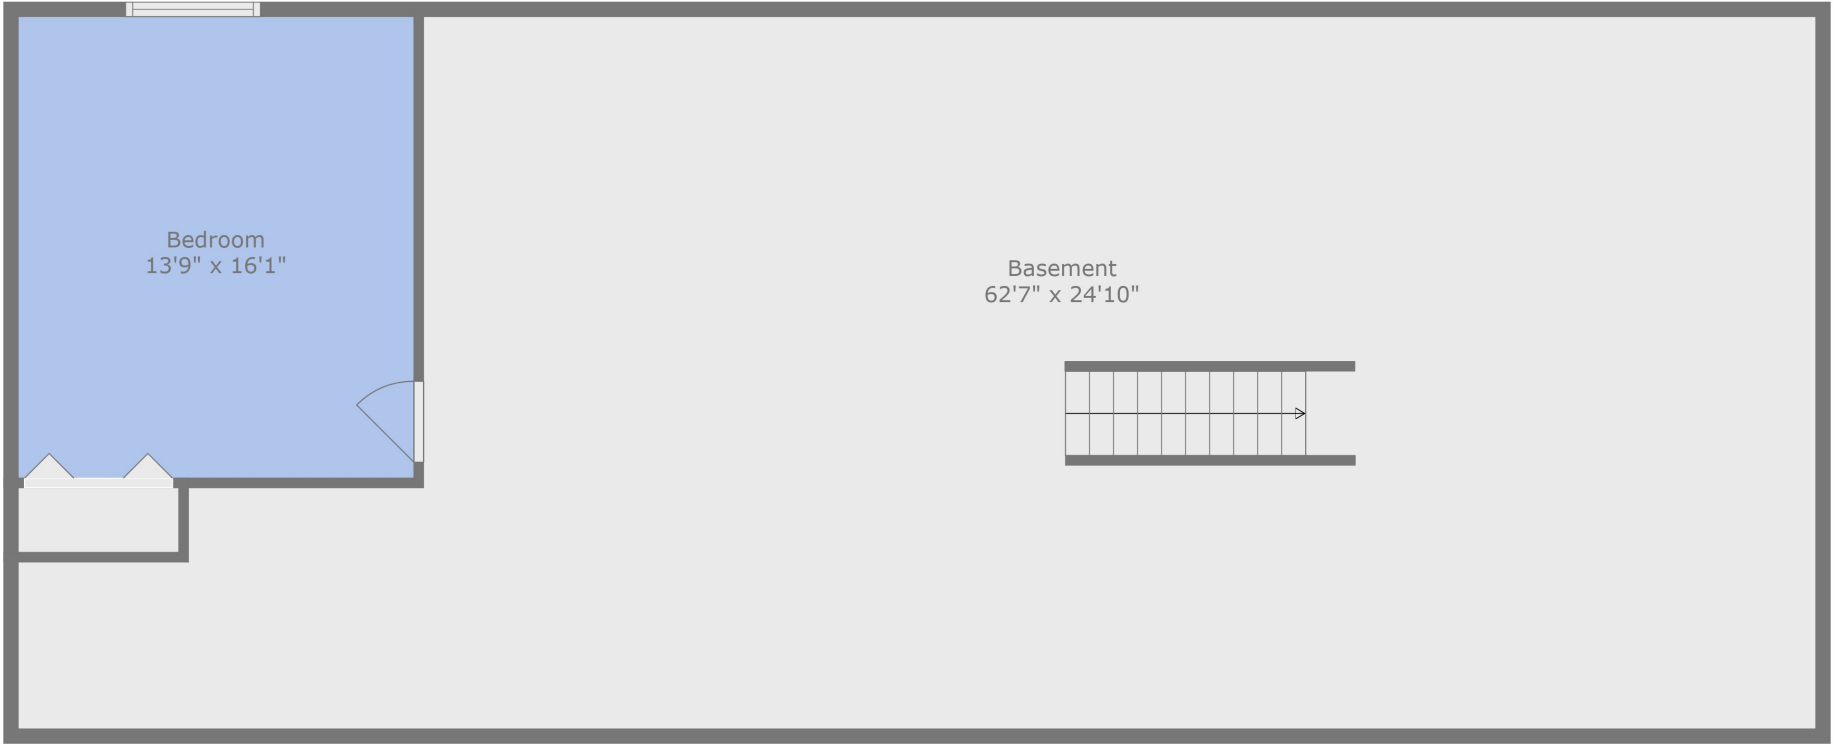 Bedroom
13'9" x 16'1"
Basement
62'7" x 24'10"